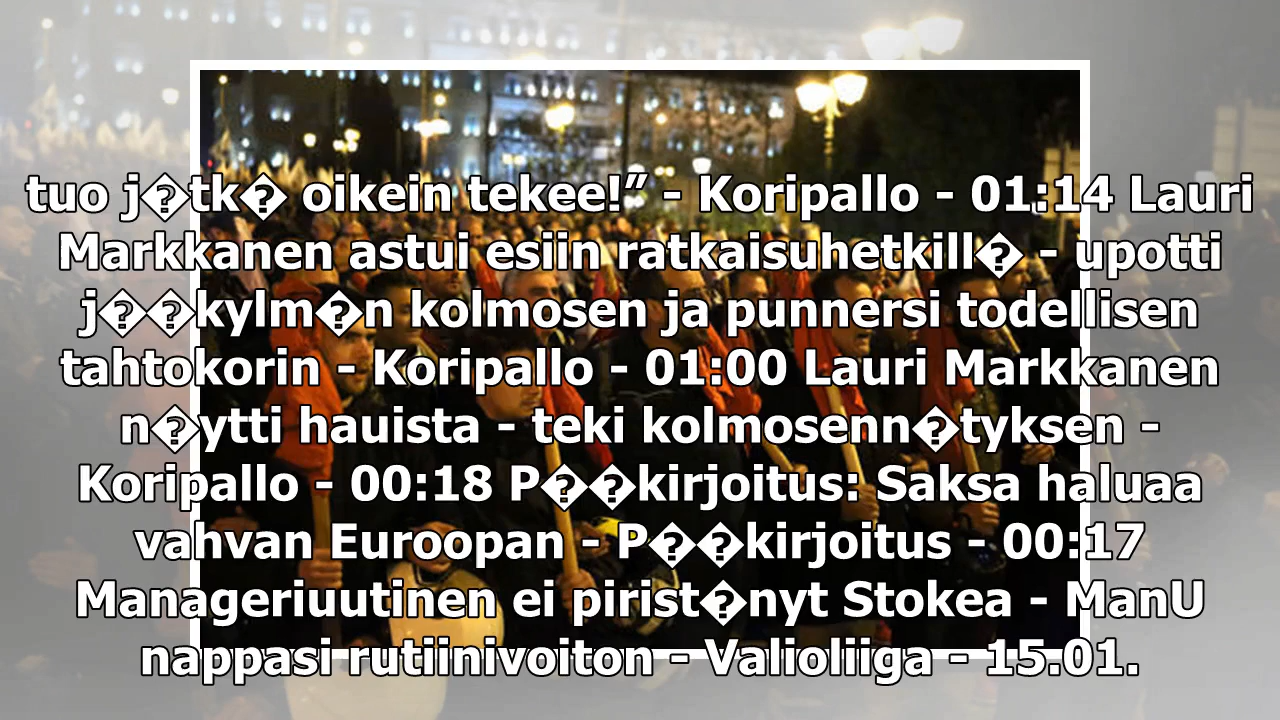 tuo j�tk� oikein tekee!” - Koripallo - 01:14 Lauri
Markkanen astui esiin ratkaisuhetkill� - upotti
j��kylm�n kolmosen ja punnersi todellisen
tahtokorin - Koripallo - 01:00 Lauri Markkanen
n�ytti hauista - teki kolmosenn�tyksen -
Koripallo - 00:18 P��kirjoitus: Saksa haluaa
vahvan Euroopan - P��kirjoitus - 00:17
Manageriuutinen ei pirist�nyt Stokea - ManU
nappasi rutiinivoiton - Valioliiga - 15.01.